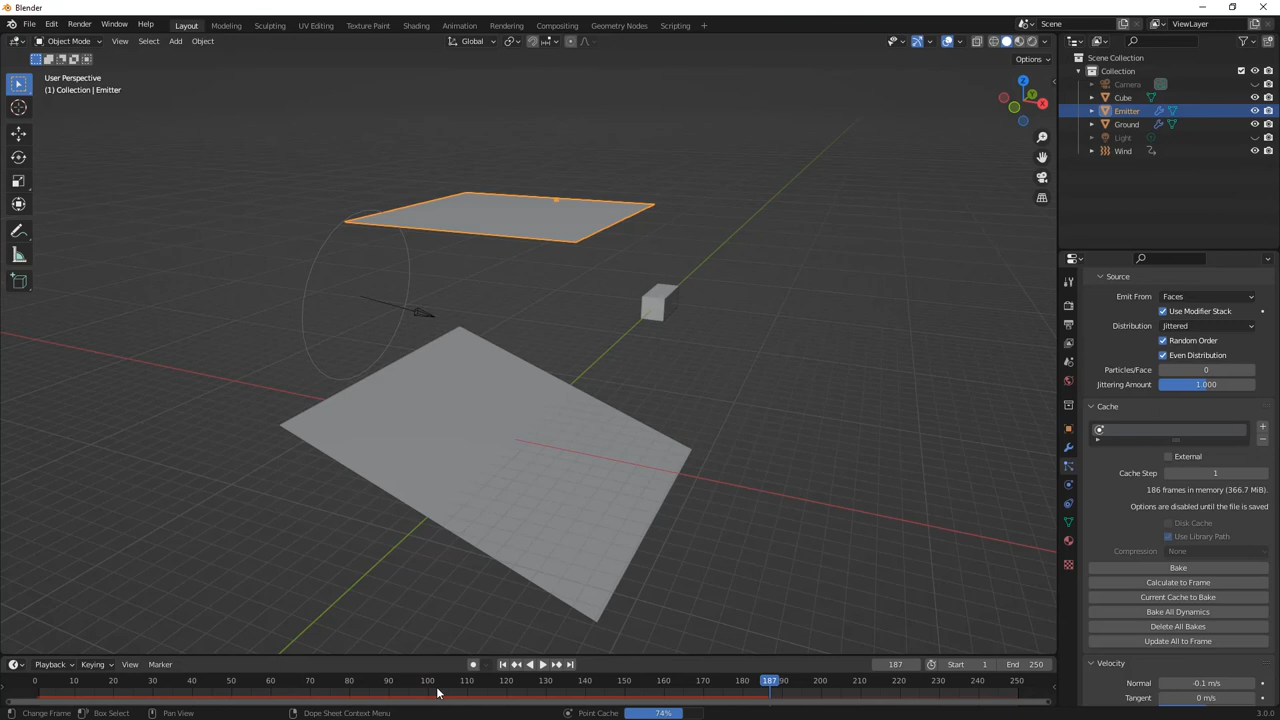 Blender
File Edit Render Window Help Layout Modeling Sculpting UV Editing Texture Paint Shading Animation Rendering Compositing Geometry Nodes Scripting + Scene ViewLayer
Object Mode View Select Add Object Global
Options
User Perspective
(1) Collection | Emitter
Z
Y
X
Scene Collection
Collection
Camera
Cube
Emitter
Ground
Light
Wind
Source
Emit From Faces
Use Modifier Stack
Distribution Jittered
Random Order
Even Distribution
Particles/Face 0
Jittering Amount 1.000
Cache
External
Cache Step 1
186 frames in memory (366.7 MiB)
Options are disabled until the file is saved
Disk Cache
Use Library Path
Compression None
Bake
Calculate to Frame
Current Cache to Bake
Bake All Dynamics
Delete All Bakes
Update All to Frame
Velocity
Normal -0.1 m/s
Tangent 0 m/s
Playback Keying View Marker 187 Start 1 End 250
0 10 20 30 40 50 60 70 80 90 100 110 120 130 140 150 160 170 187 90 200 210 220 230 240 250
Change Frame Box Select Pan View Dope Sheet Context Menu Point Cache 74% 3.0.0